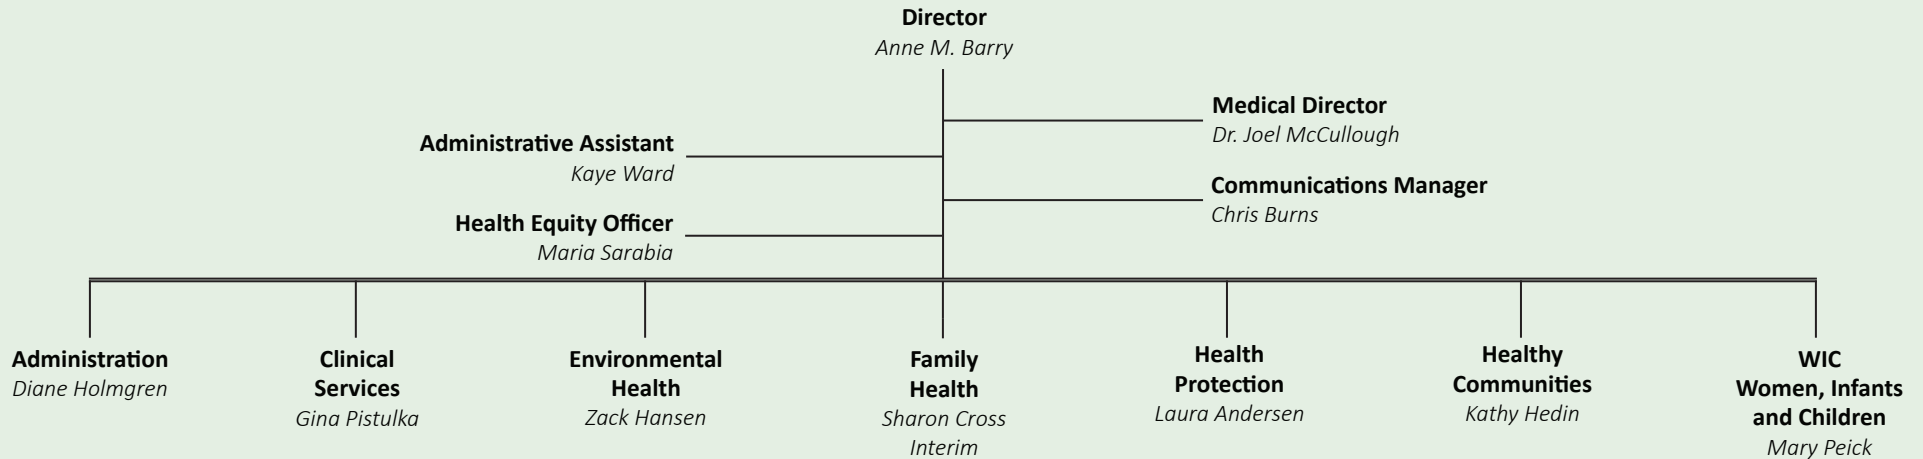 Director
Anne M. Barry
Medical Director
Dr. Joel McCullough
Administrative Assistant
Kaye Ward
Communications Manager
Chris Burns
Health Equity Officer
Maria Sarabia
Administration
Diane Holmgren
Clinical
Services
Gina Pistulka
Environmental
Health
Zack Hansen
Family
Health
Sharon Cross
Interim
Health
Protection
Laura Andersen
Healthy
Communities
Kathy Hedin
WIC
Women, Infants
and Children
Mary Peick